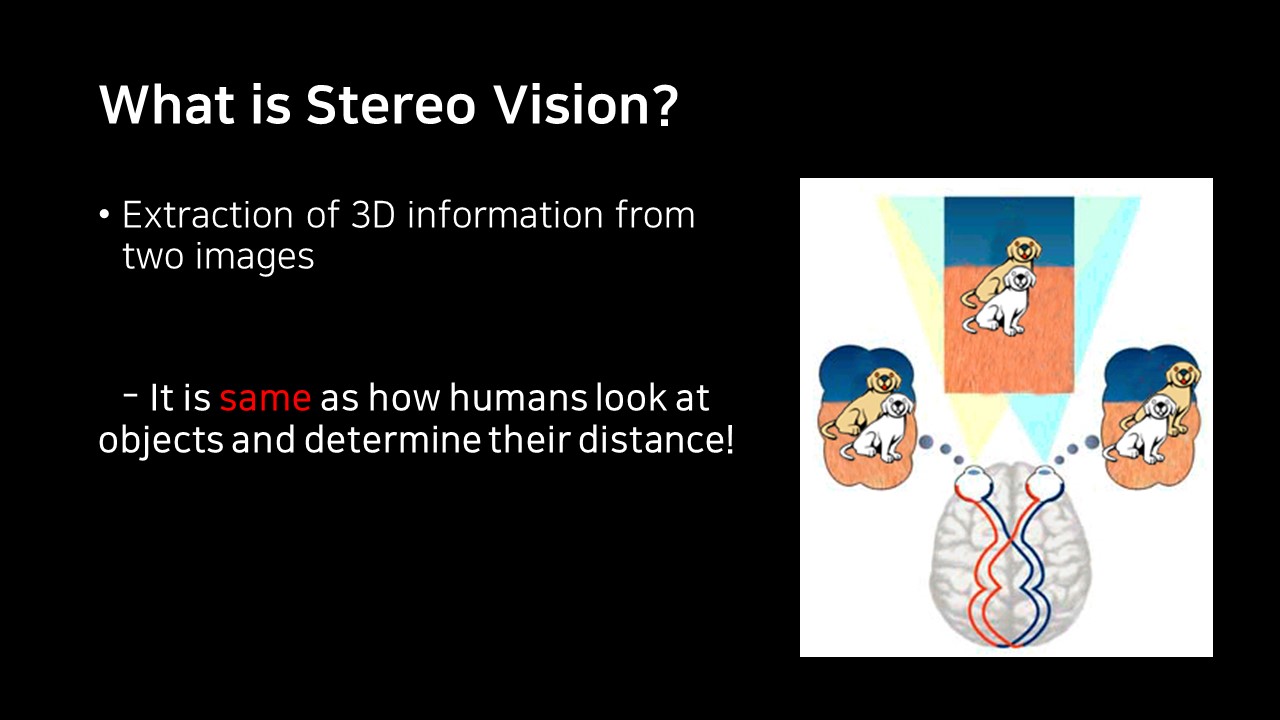 What is Stereo Vision?
• Extraction of 3D information from
two images
- It is same as how humans look at
objects and determine their distance!